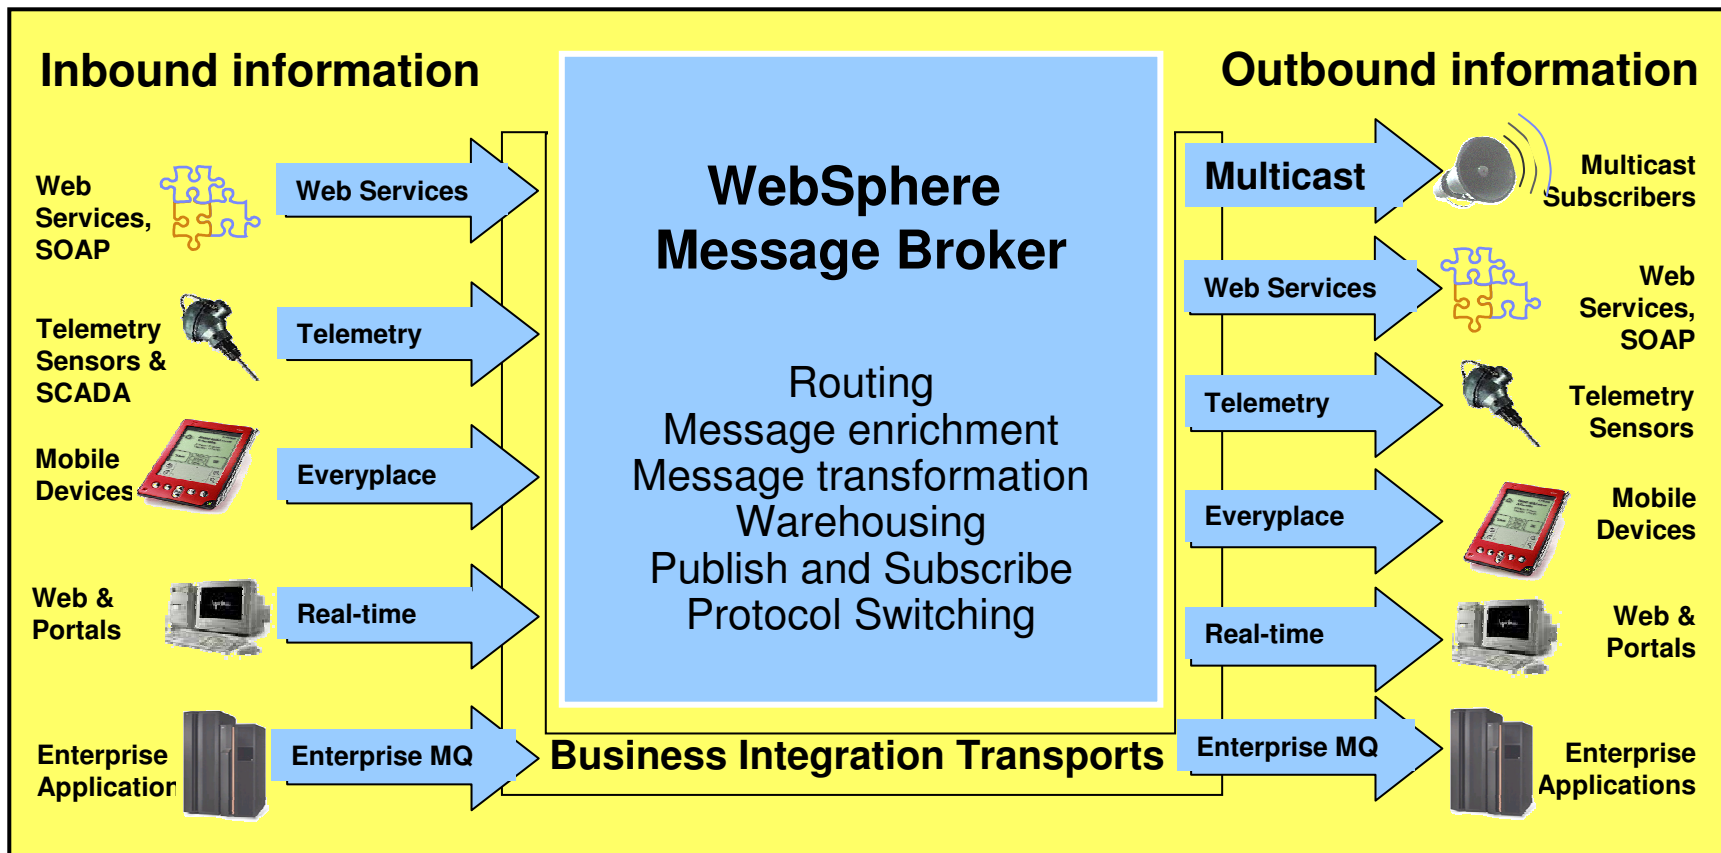 Inbound information
Web
Services,
SOAP
Web Services
Telemetry
Sensors &
SCADA
Telemetry
Mobile
Devices
Everyplace
Web &
Portals
Real-time
Enterprise
Application
Enterprise MQ
WebSphere
Message Broker
Routing
Message enrichment
Message transformation
Warehousing
Publish and Subscribe
Protocol Switching
Business Integration Transports
Outbound information
Multicast
Multicast
Subscribers
Web Services
Web
Services,
SOAP
Telemetry
Telemetry
Sensors
Everyplace
Mobile
Devices
Real-time
Web &
Portals
Enterprise MQ
Enterprise
Applications